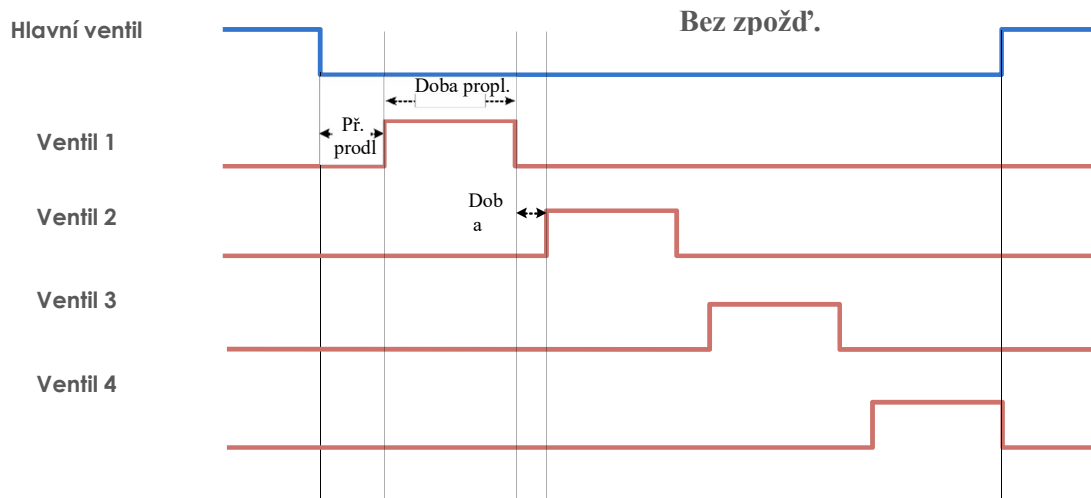 Bez zpožď.
Hlavní ventil
Doba propl.
Př.
prodl
Ventil 1
Dob
a
Ventil 2
Ventil 3
Ventil 4